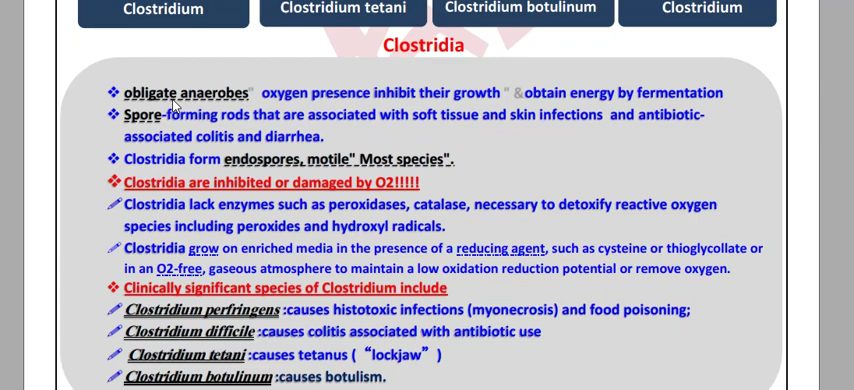 Clostridium
Clostridium tetani
Clostridium botulinum
Clostridium
Clostridia
❖ obligate anaerobes" oxygen presence inhibit their growth " &obtain energy by fermentation
❖ Spore-forming rods that are associated with soft tissue and skin infections and antibiotic-
associated colitis and diarrhea.
❖ Clostridia form endospores, motile" Most species".
❖ Clostridia are inhibited or damaged by O2!!!!!
Clostridia lack enzymes such as peroxidases, catalase, necessary to detoxify reactive oxygen
species including peroxides and hydroxyl radicals.
Clostridia grow on enriched media in the presence of a reducing agent, such as cysteine or thioglycollate or
in an O2-free, gaseous atmosphere to maintain a low oxidation reduction potential or remove oxygen.
❖ Clinically significant species of Clostridium include
Clostridium perfringens :causes histotoxic infections (myonecrosis) and food poisoning;
Clostridium difficile :causes colitis associated with antibiotic use
Clostridium tetani :causes tetanus ( “lockjaw” )
Clostridium botulinum :causes botulism.